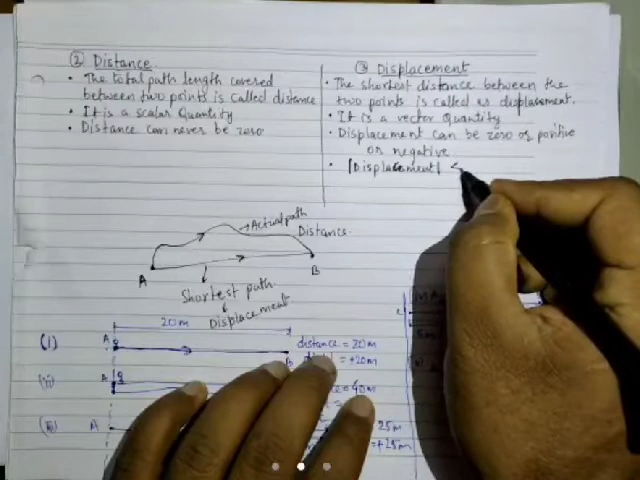 ② Distance.
• The total path length covered
between two points is called distance
• It is a scalar Quantity
• Distance can never be zero
③ Displacement
• The shortest distance between the
two points is called as displacement.
• It is a vector Quantity
• Displacement can be zero or positive
or negative
• |Displacement| <
Actual path
Distance.
A
B
Shortest path
Displacement
20m
(i) A B distance = 20m
= +20m
(ii) A = 40m
(iii) A 25m
= +25m